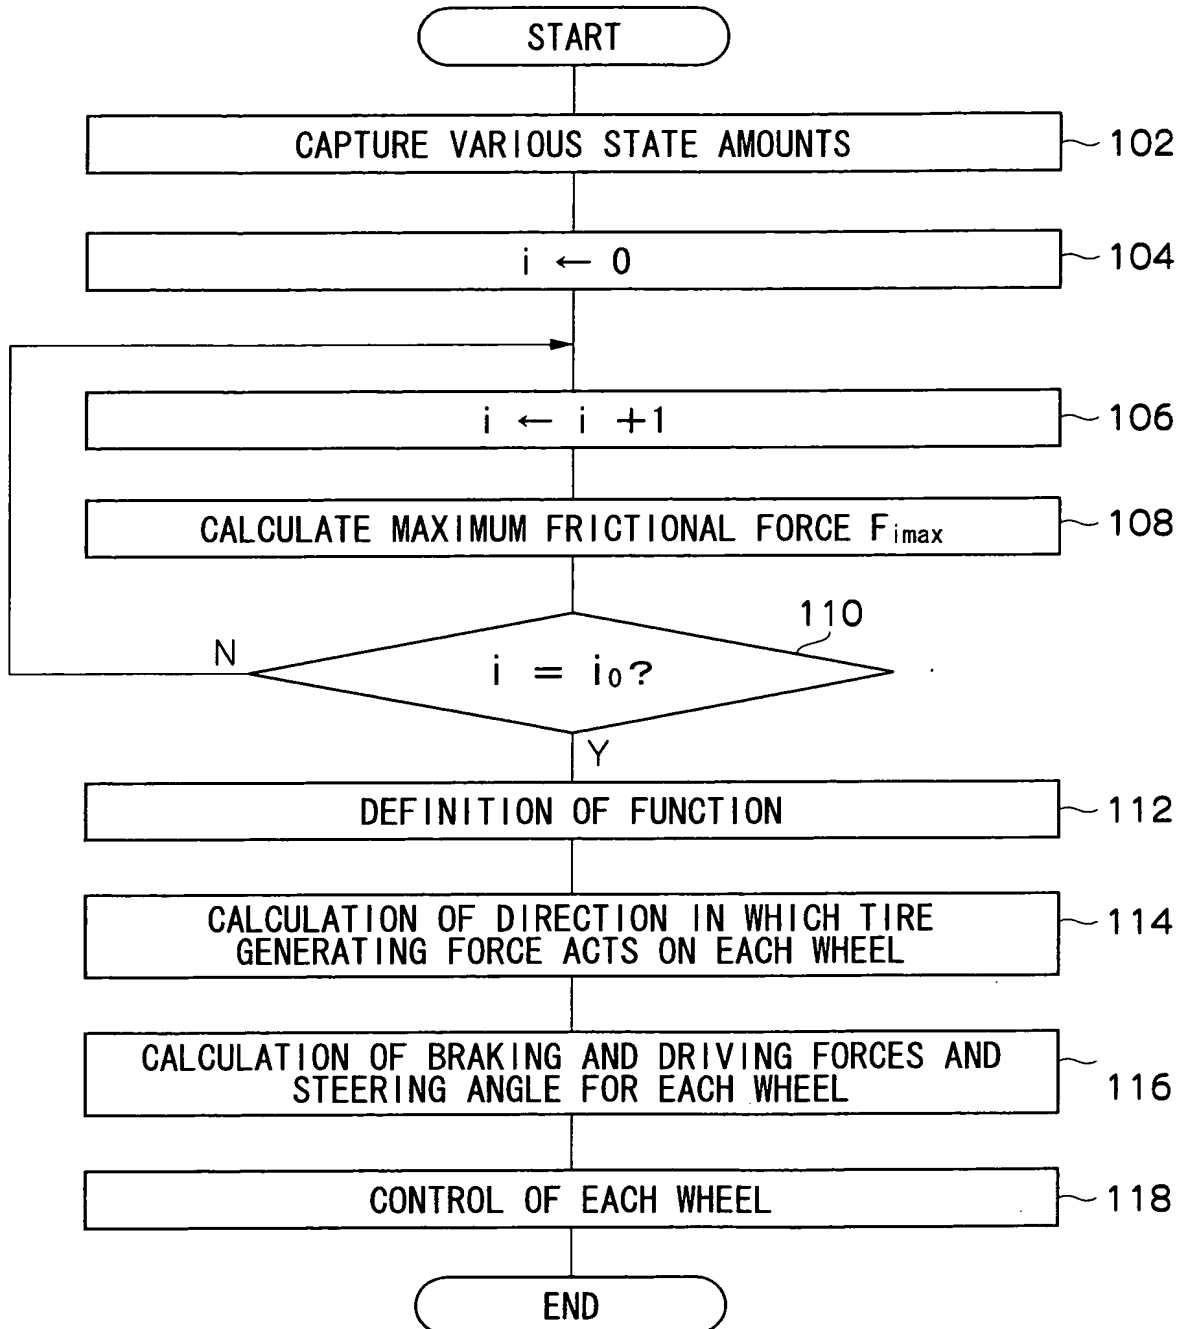 START
CAPTURE VARIOUS STATE AMOUNTS
102
i ← 0
104
i ← i +1
106
CALCULATE MAXIMUM FRICTIONAL FORCE Fimax
108
110
N
i = i0?
Y
DEFINITION OF FUNCTION
112
CALCULATION OF DIRECTION IN WHICH TIRE
GENERATING FORCE ACTS ON EACH WHEEL
114
CALCULATION OF BRAKING AND DRIVING FORCES AND
STEERING ANGLE FOR EACH WHEEL
116
CONTROL OF EACH WHEEL
118
END